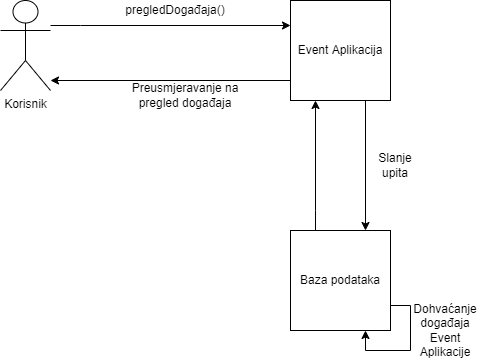 pregledDogađaja()
Event Aplikacija
Preusmjeravanje na
pregled događaja
Korisnik
Slanje
upita
Baza podataka
Dohvaćanje
događaja
Event
Aplikacije